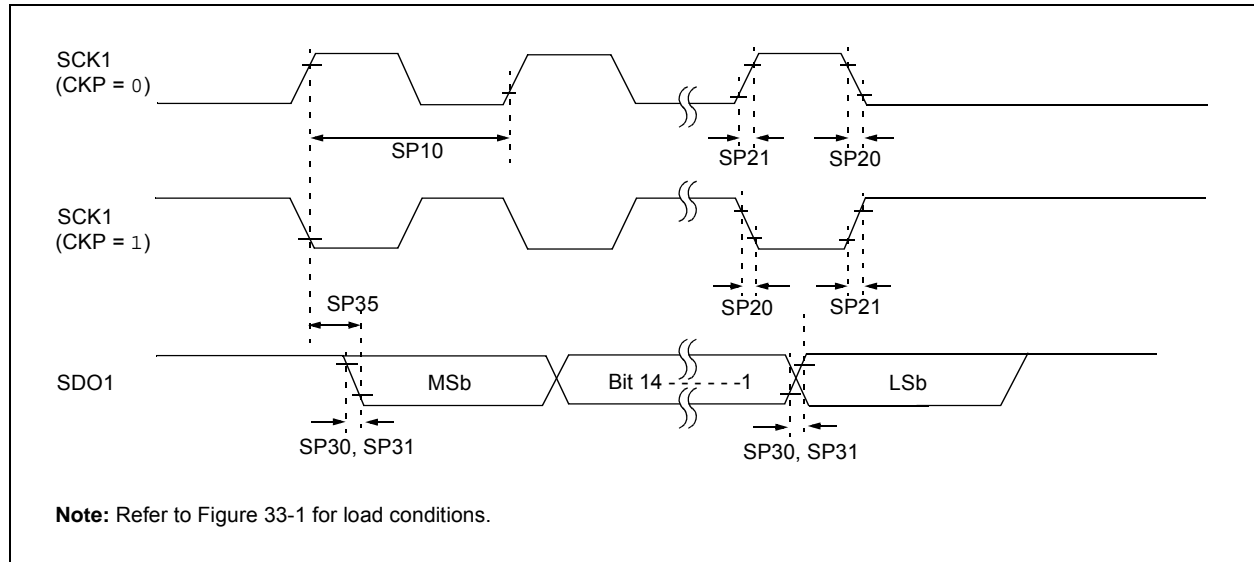 SCK1
(CKP = 0)
SP10
SP21
SP20
SCK1
(CKP = 1)
SP35
SP20
SP21
SDO1
MSb
Bit 14 - - - - - -1
LSb
SP30, SP31
SP30, SP31
Note: Refer to Figure 33-1 for load conditions.